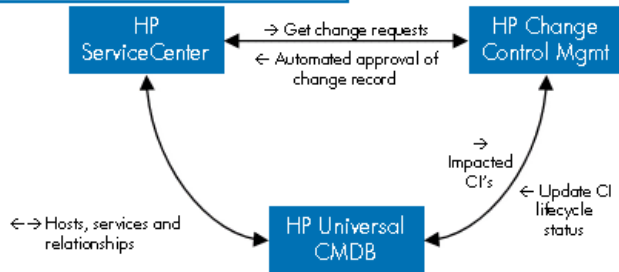 HP
ServiceCenter
→ Get change requests
← Automated approval of
change record
HP Change
Control Mgmt
→
Impacted
CI's
← Update CI
lifecycle
status
←→ Hosts, services and
relationships
HP Universal
CMDB